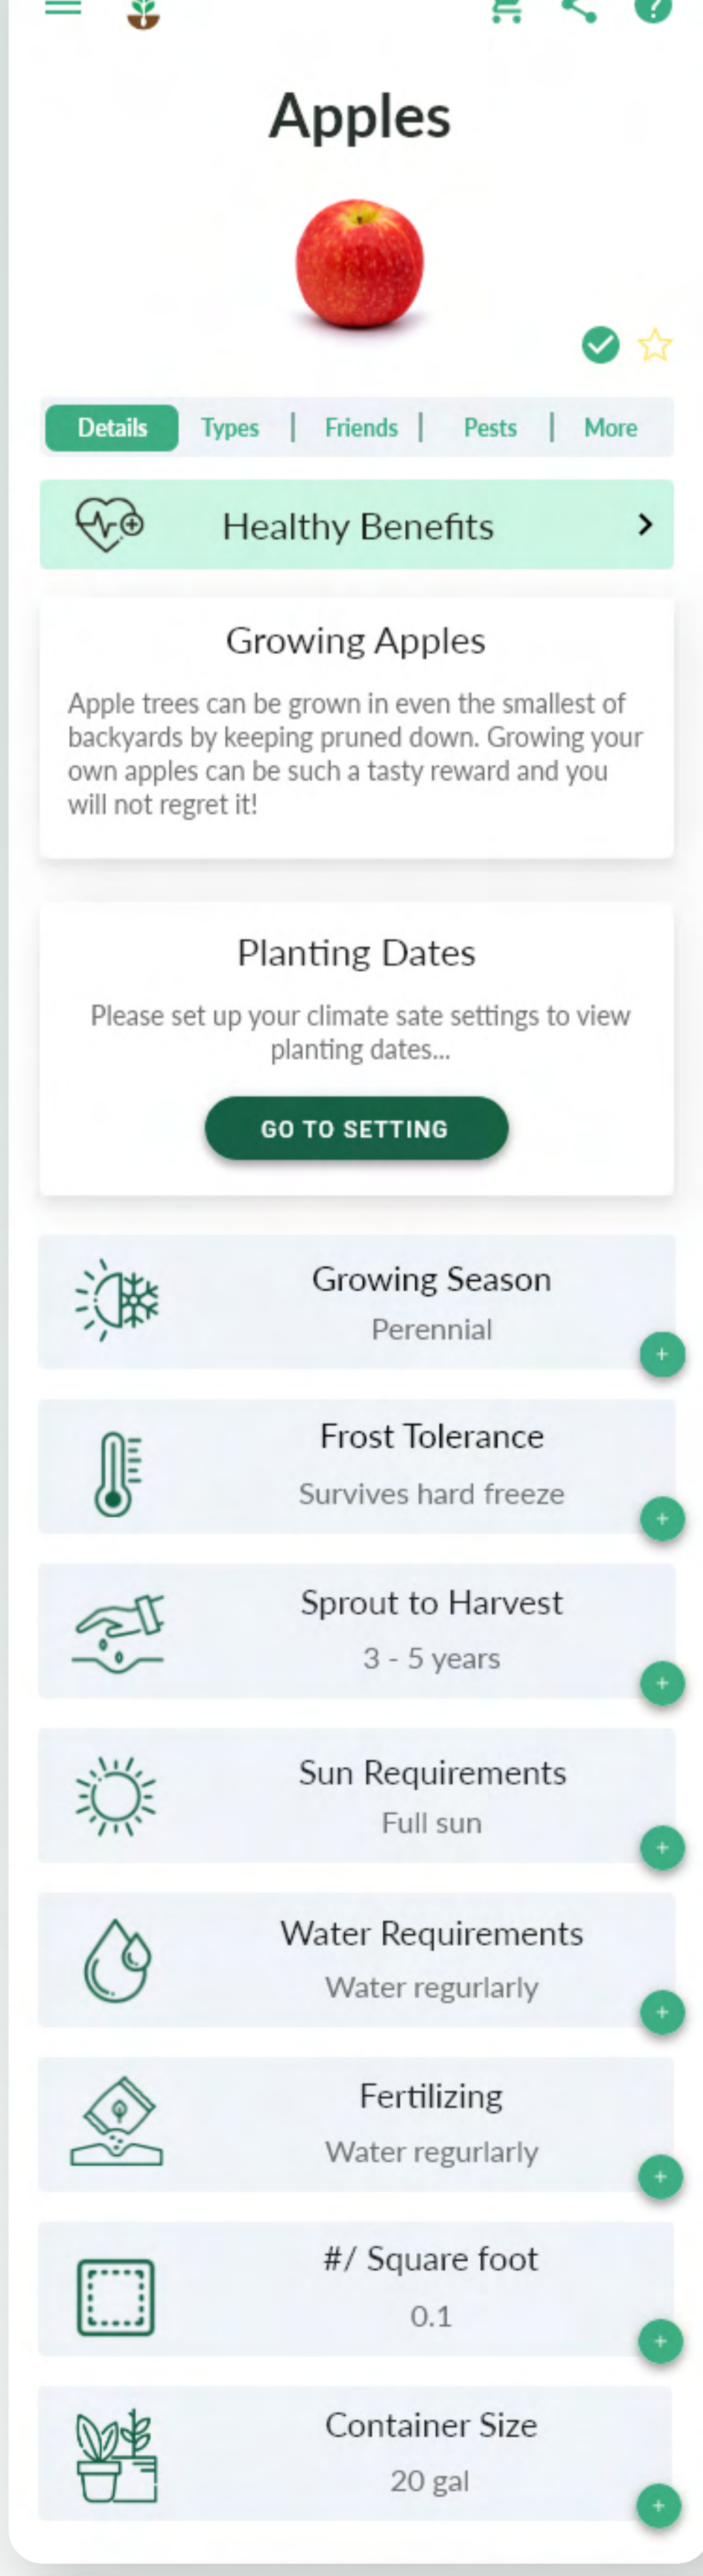 Apples
Details | Types | Friends | Pests | More
Healthy Benefits
Growing Apples
Apple trees can be grown in even the smallest of
backyards by keeping pruned down. Growing your
own apples can be such a tasty reward and you
will not regret it!
Planting Dates
Please set up your climate sate settings to view
planting dates...
GO TO SETTING
Growing Season
Perennial
Frost Tolerance
Survives hard freeze
Sprout to Harvest
3 - 5 years
Sun Requirements
Full sun
Water Requirements
Water regurlarly
Fertilizing
Water regurlarly
#/ Square foot
0.1
Container Size
20 gal